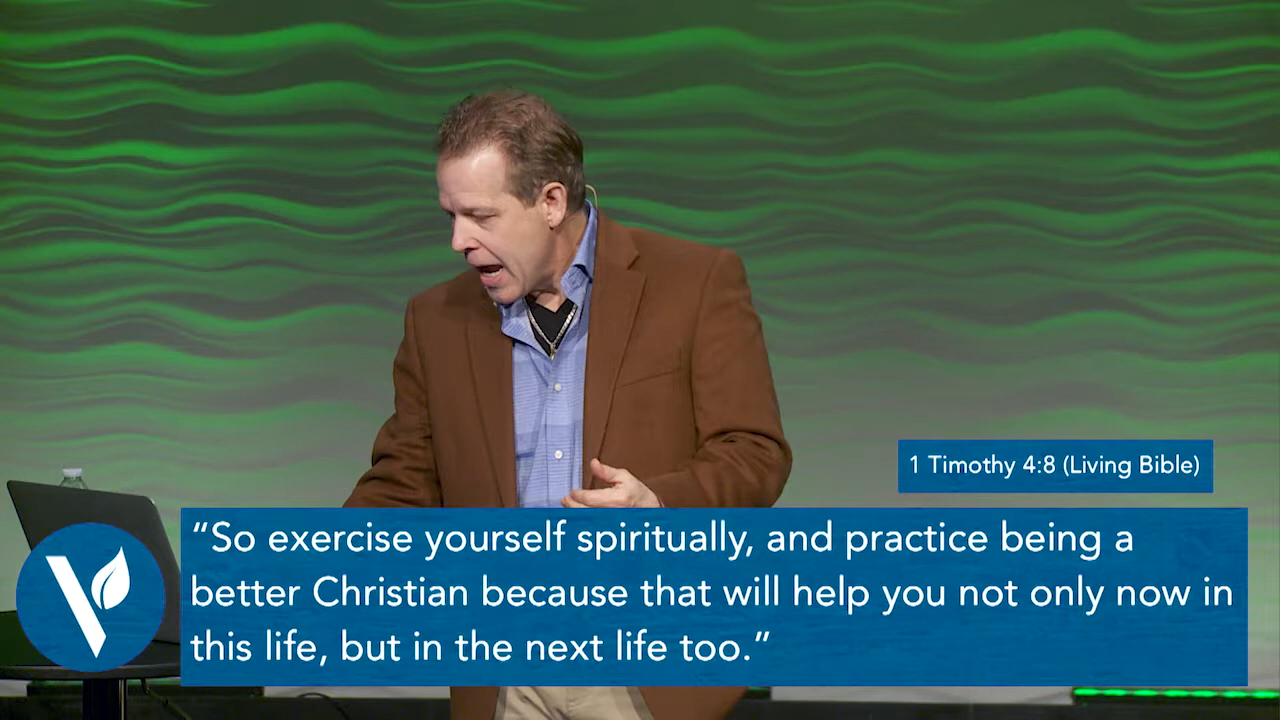 1 Timothy 4:8 (Living Bible)
“So exercise yourself spiritually, and practice being a
better Christian because that will help you not only now in
this life, but in the next life too.”